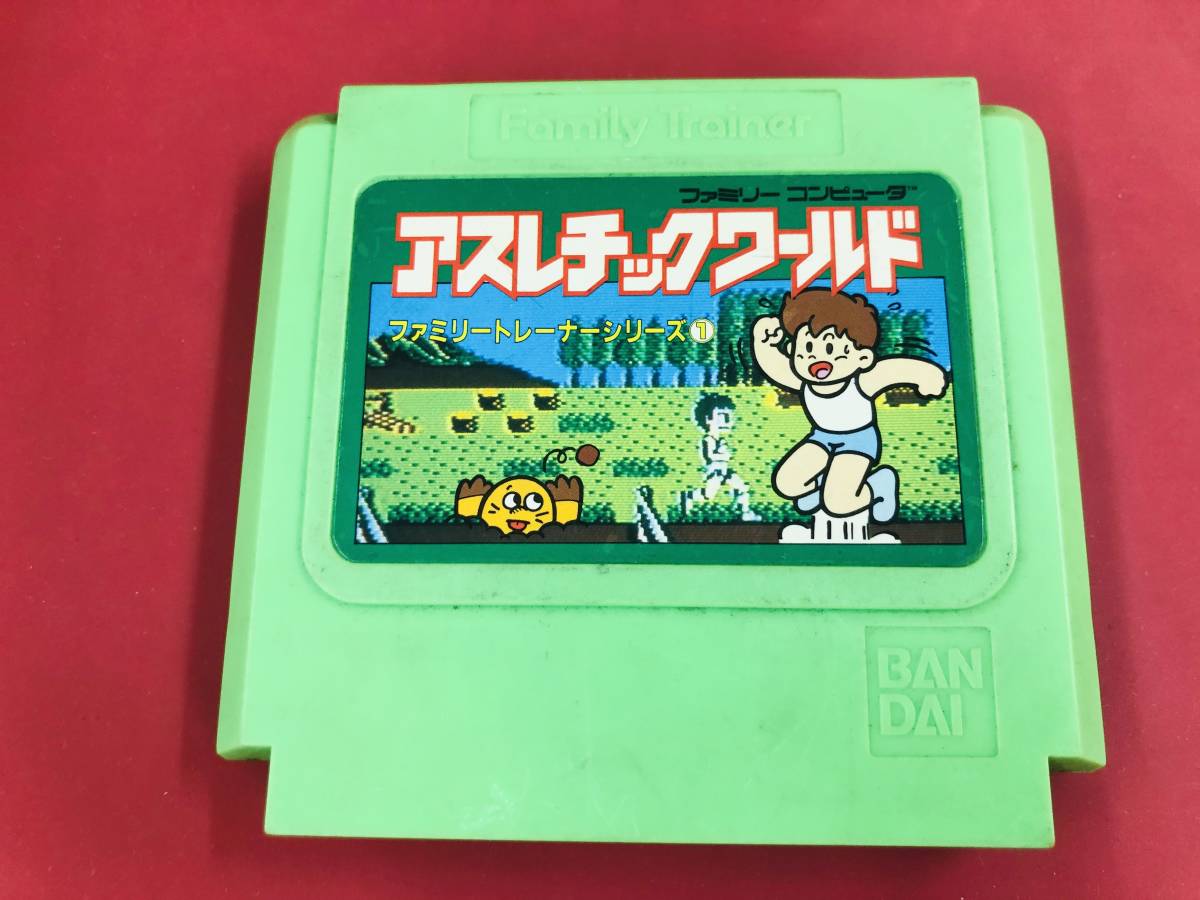 Family Trainer
ファミリー コンピュータ™
アスレチックワールド
ファミリートレーナーシリーズ①
BAN
DAI